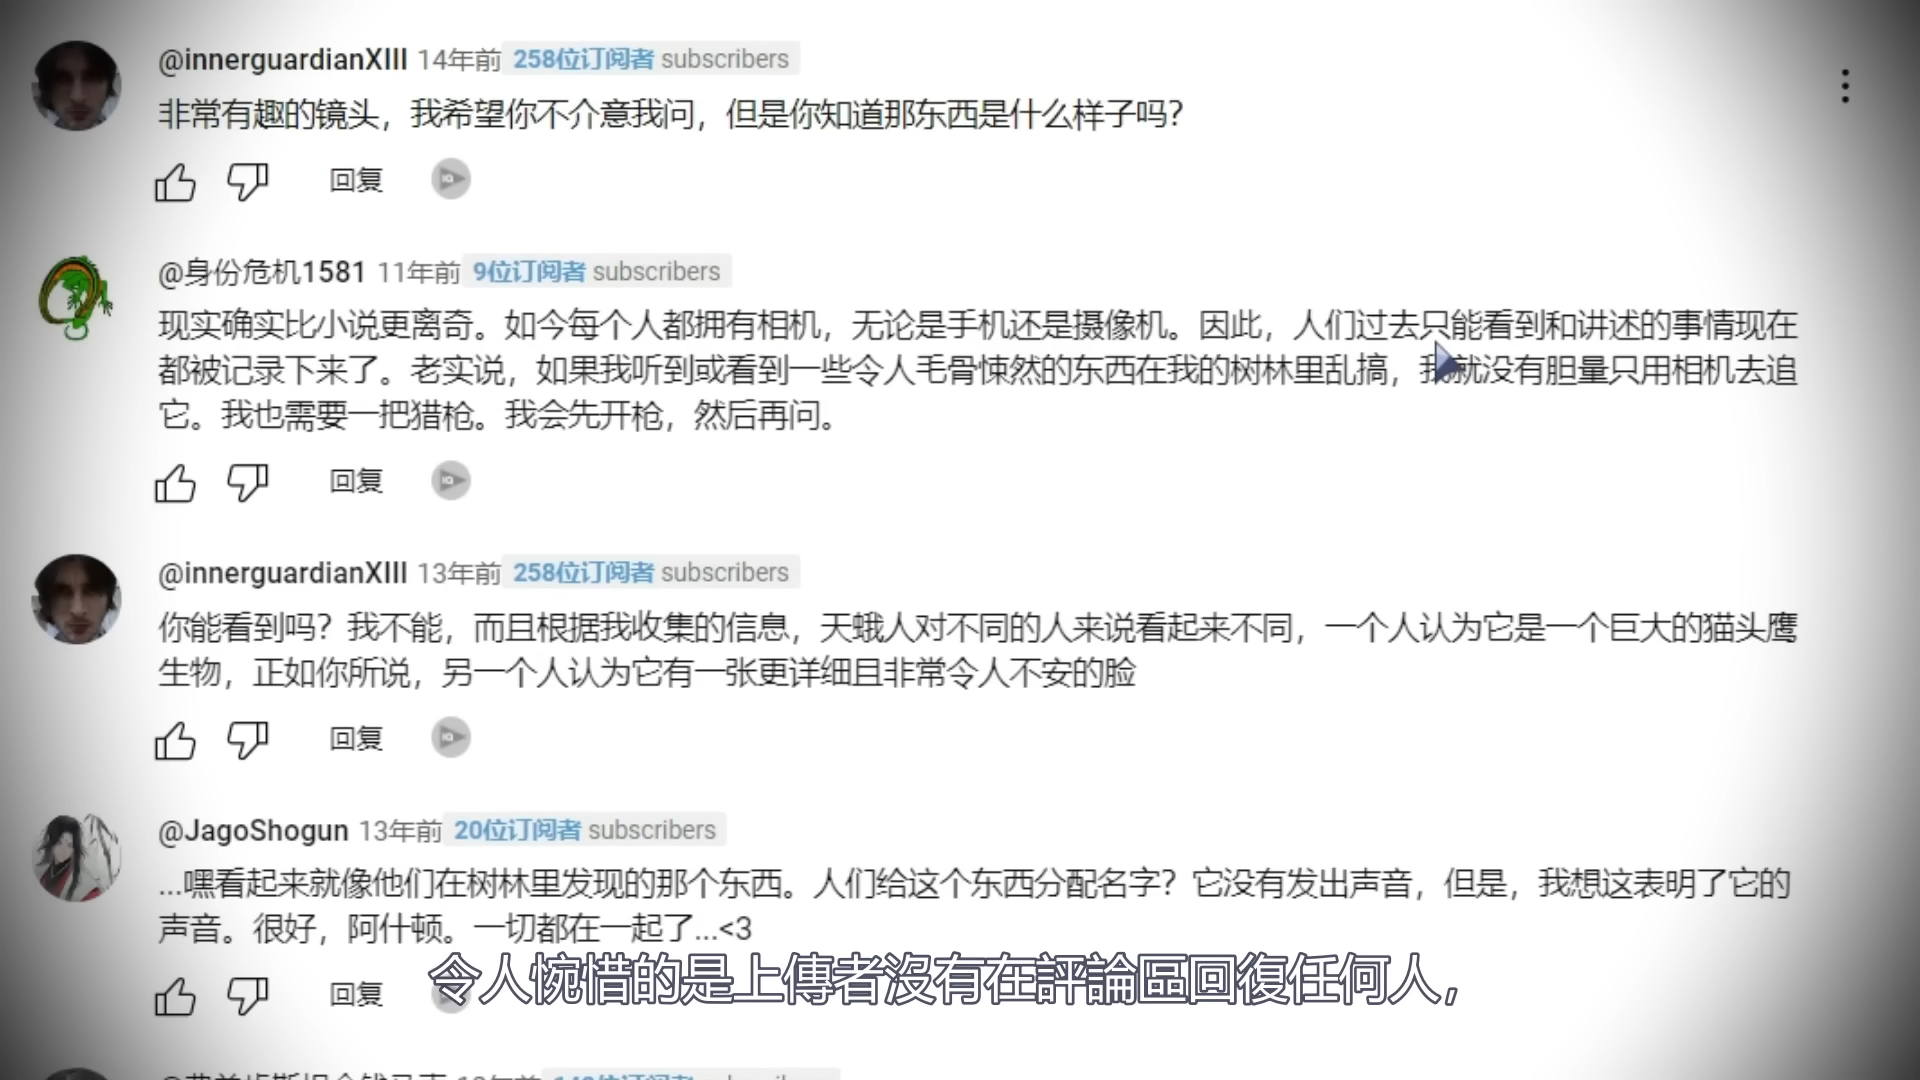 @innerguardianXIII 14年前 258位订阅者 subscribers
非常有趣的镜头，我希望你不介意我问，但是你知道那东西是什么样子吗？
回复
@身份危机1581 11年前 9位订阅者 subscribers
现实确实比小说更离奇。如今每个人都拥有相机，无论是手机还是摄像机。因此，人们过去只能看到和讲述的事情现在
都被记录下来了。老实说，如果我听到或看到一些令人毛骨悚然的东西在我的树林里乱搞，我就没有胆量只用相机去追
它。我也需要一把猎枪。我会先开枪，然后再问。
回复
@innerguardianXIII 13年前 258位订阅者 subscribers
你能看到吗？我不能，而且根据我收集的信息，天蛾人对不同的人来说看起来不同，一个人认为它是一个巨大的猫头鹰
生物，正如你所说，另一个人认为它有一张更详细且非常令人不安的脸
回复
@JagoShogun 13年前 20位订阅者 subscribers
...嘿看起来就像他们在树林里发现的那个东西。人们给这个东西分配名字？它没有发出声音，但是，我想这表明了它的
声音。很好，阿什顿。一切都在一起了...<3
令人惋惜的是上傳者沒有在評論區回復任何人，
回复